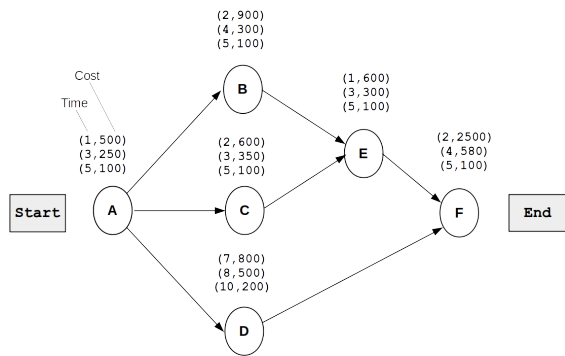 (2,900)
(4,300)
(5,100)
Cost
Time
(1,500)
(3,250)
(5,100)
B
(1,600)
(3,300)
(5,100)
(2,600)
(3,350)
(5,100)
E
(2,2500)
(4,580)
(5,100)
Start
A
C
F
End
(7,800)
(8,500)
(10,200)
D